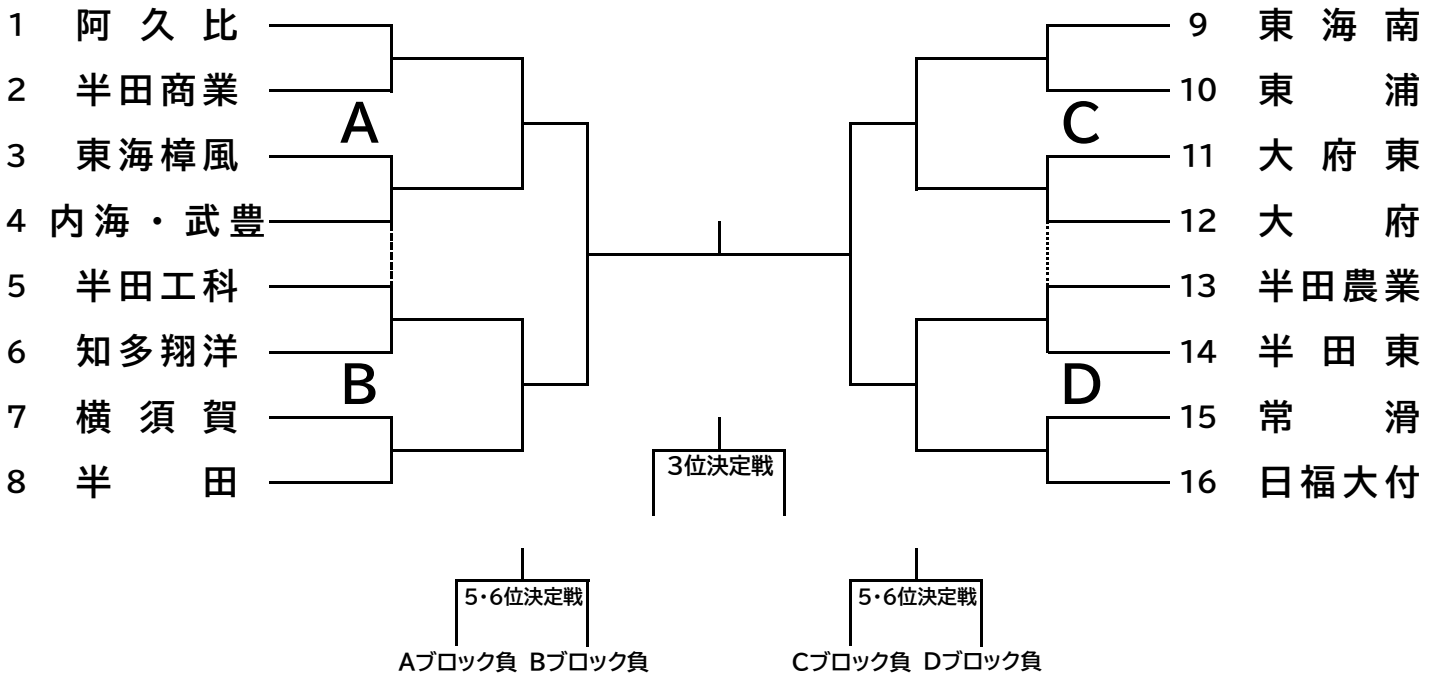 1 阿久比
2 半田商業
A
3 東海樟風
4 内海・武豊
5 半田工科
6 知多翔洋
B
7 横須賀
8 半田
9 東海南
10 東浦
C
11 大府東
12 大府
13 半田農業
14 半田東
D
15 常滑
16 日福大付
3位決定戦
5・6位決定戦
Aブロック負 Bブロック負
5・6位決定戦
Cブロック負 Dブロック負